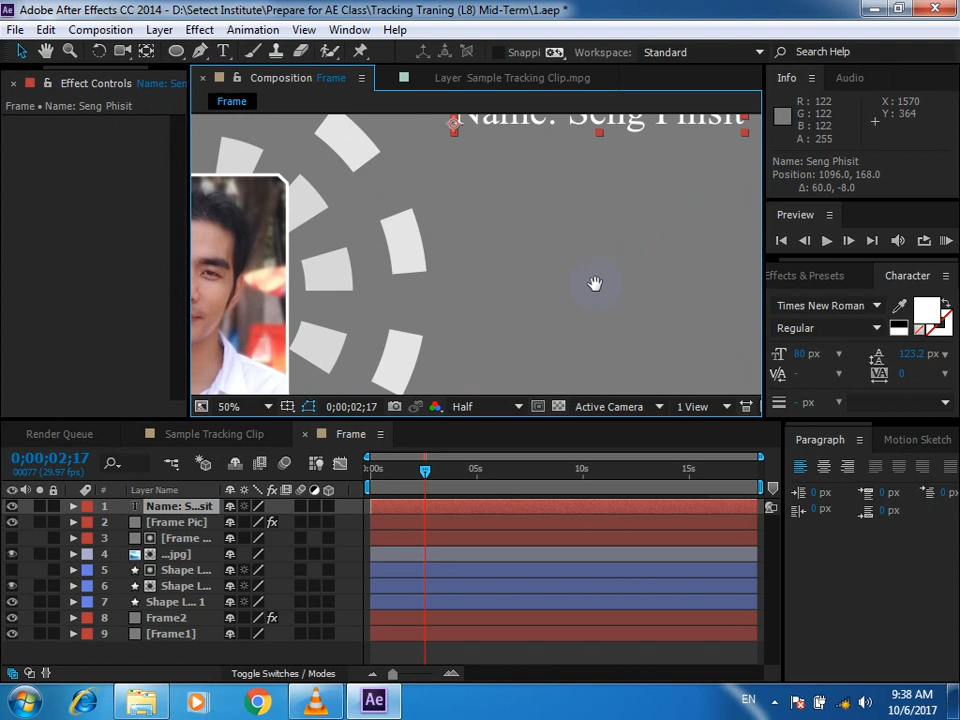 Adobe After Effects CC 2014 - D:\Setect Institute\Prepare for AE Class\Tracking Traning (L8) Mid-Term\1.aep *
File Edit Composition Layer Effect Animation View Window Help
Snappi Workspace: Standard Search Help
Effect Controls Name: Sen
Composition Frame
Layer Sample Tracking Clip.mpg
Info Audio
Frame • Name: Seng Phisit
Frame
R: 122 X: 1570
G: 122 Y: 364
B: 122
A: 255
Name: Seng Phisit
Name: Seng Phisit
Position: 1096.0, 168.0
Δ: 60.0, -8.0
Preview
Effects & Presets Character
Times New Roman
Regular
80 px 123.2 px
- 0
- px
50% 0;00;02;17 Half Active Camera 1 View
Render Queue Sample Tracking Clip Frame
Paragraph Motion Sketch
0;00;02;17
00077 (29.97 fps)
0:00s 05s 10s 15s
# Layer Name
1 Name: S...sit
2 [Frame Pic]
3 [Frame ...
4 ...jpg]
5 Shape L...
6 Shape L...
7 Shape L... 1
8 Frame2
9 [Frame1]
0 px 0 px 0 px
0 px 0 px
Toggle Switches / Modes
Ae
EN
9:38 AM
10/6/2017